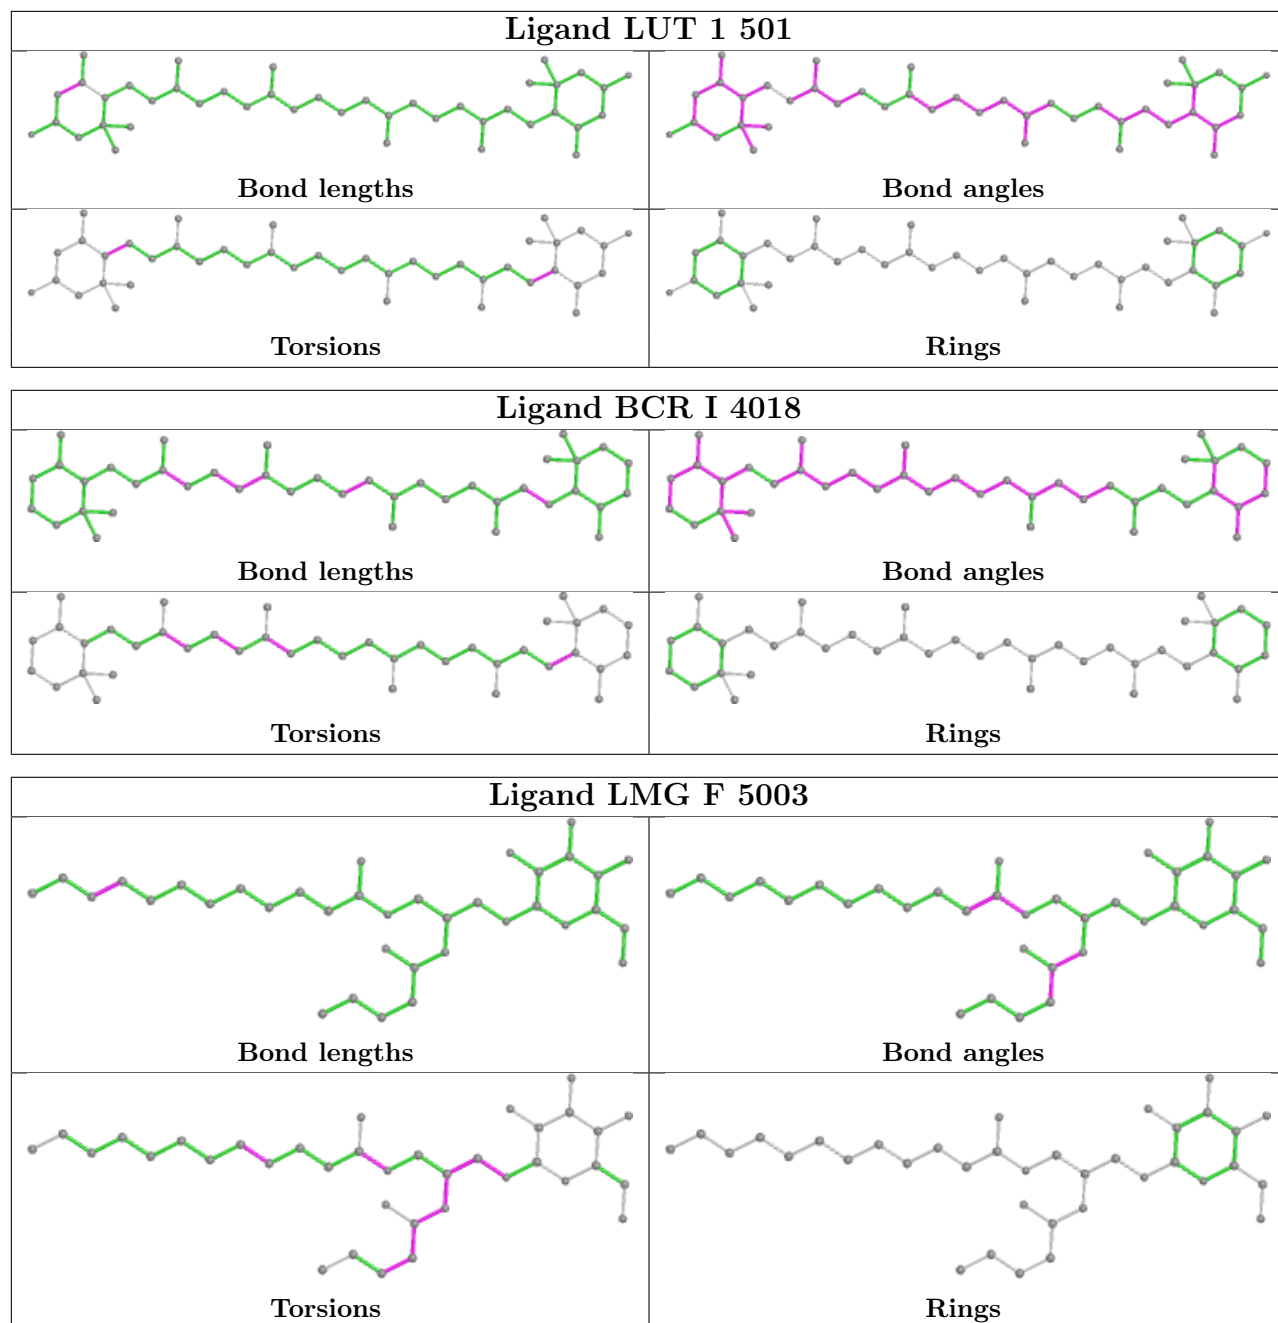 Ligand LUT 1 501
Bond lengths
Bond angles
Torsions
Rings
Ligand BCR I 4018
Bond lengths
Bond angles
Torsions
Rings
Ligand LMG F 5003
Bond lengths
Bond angles
Torsions
Rings